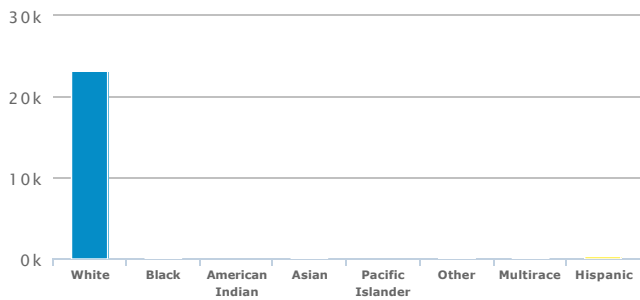 30k
20k
10k
0k
White Black American Indian Asian Pacific Islander Other Multirace Hispanic